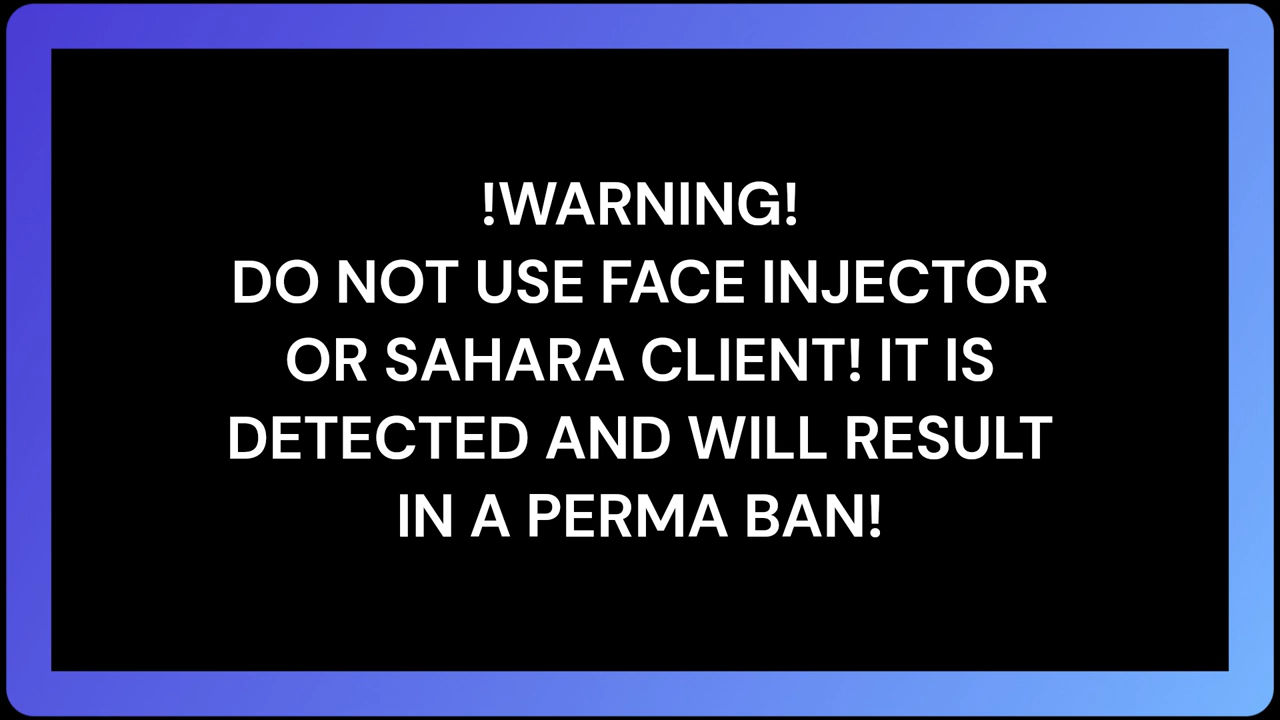 !WARNING!
DO NOT USE FACE INJECTOR
OR SAHARA CLIENT! IT IS
DETECTED AND WILL RESULT
IN A PERMA BAN!